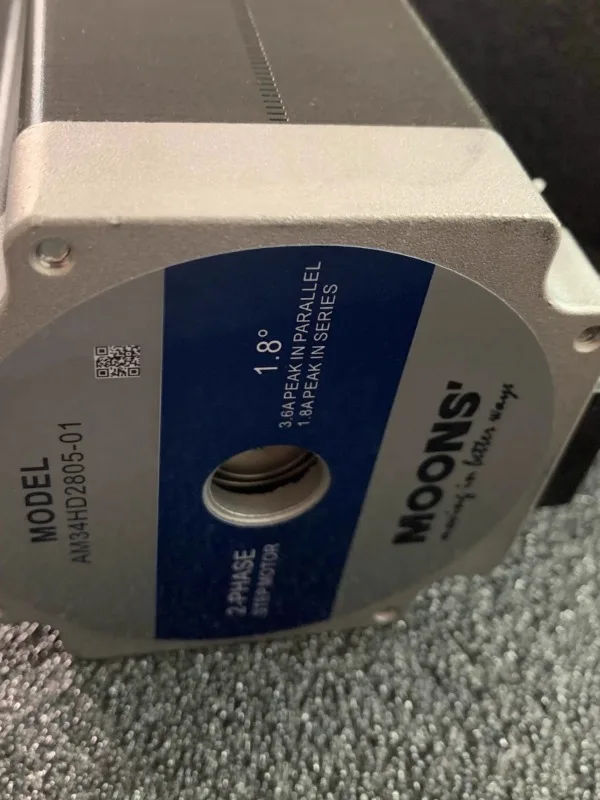 MODEL
AM34HD2805-01
1.8°
3.6A PEAK IN PARALLEL
1.8A PEAK IN SERIES
2-PHASE
STEP MOTOR
MOONS'
moving in better ways